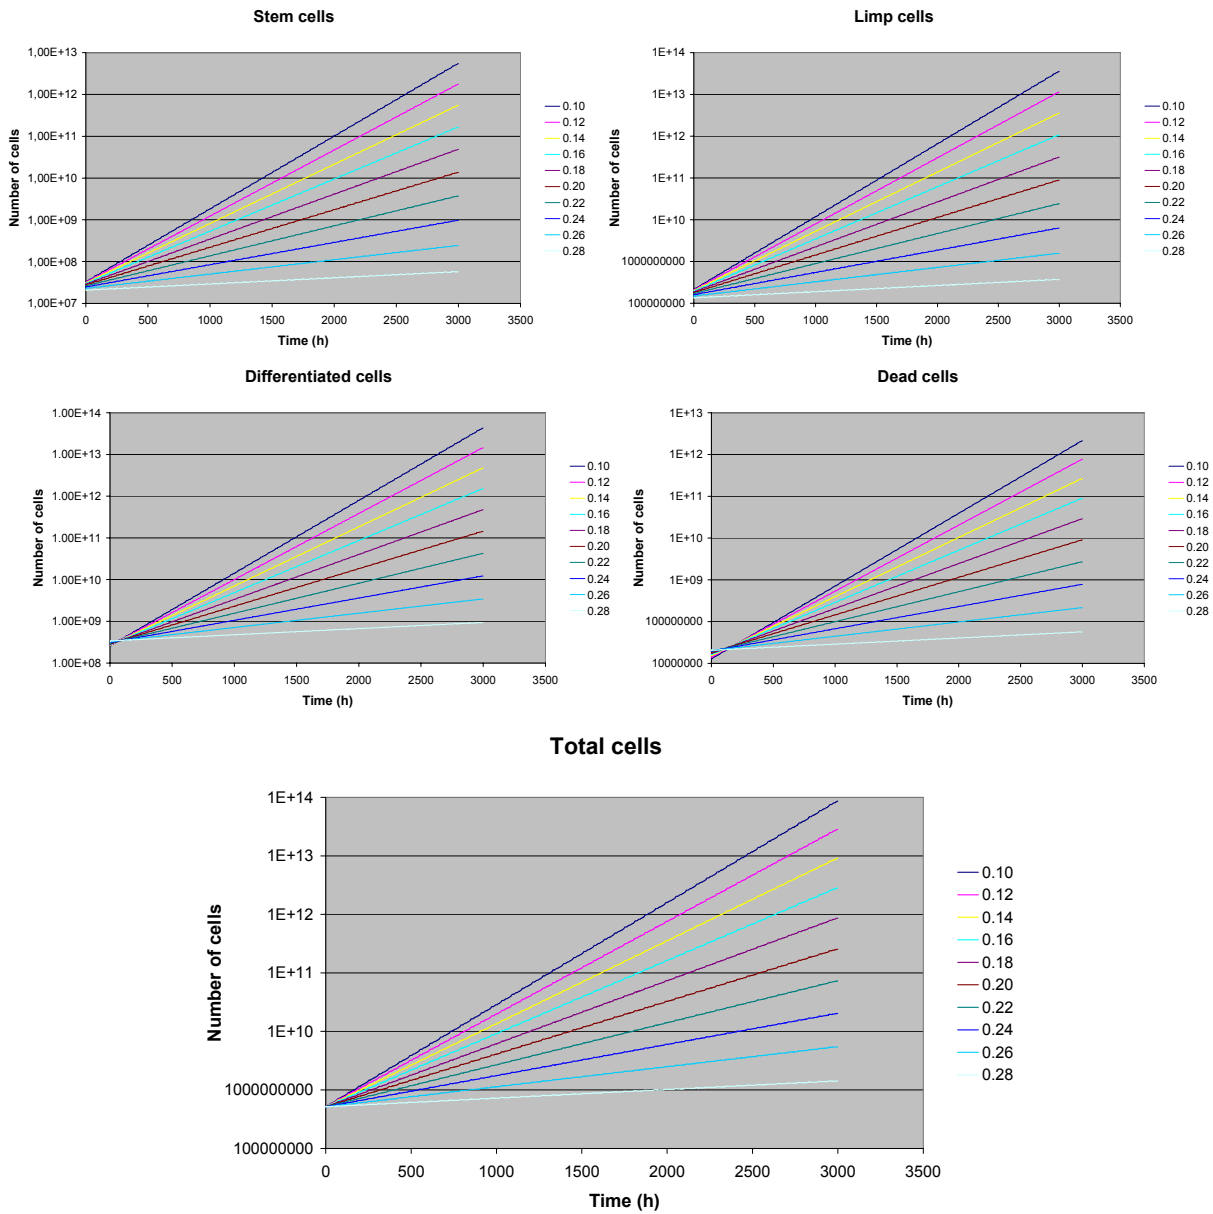 Stem cells
1,00E+13
1,00E+12
1,00E+11
1,00E+10
1,00E+09
1,00E+08
1,00E+07
0 500 1000 1500 2000 2500 3000 3500
Number of cells
Time (h)
0.10
0.12
0.14
0.16
0.18
0.20
0.22
0.24
0.26
0.28
Limp cells
1E+14
1E+13
1E+12
1E+11
1E+10
1000000000
100000000
0 500 1000 1500 2000 2500 3000 3500
Number of cells
Time (h)
0.10
0.12
0.14
0.16
0.18
0.20
0.22
0.24
0.26
0.28
Differentiated cells
1.00E+14
1.00E+13
1.00E+12
1.00E+11
1.00E+10
1.00E+09
1.00E+08
0 500 1000 1500 2000 2500 3000 3500
Number of cells
Time (h)
0.10
0.12
0.14
0.16
0.18
0.20
0.22
0.24
0.26
0.28
Dead cells
1E+13
1E+12
1E+11
1E+10
1E+09
100000000
10000000
0 500 1000 1500 2000 2500 3000 3500
Number of cells
Time (h)
0.10
0.12
0.14
0.16
0.18
0.20
0.22
0.24
0.26
0.28
Total cells
1E+14
1E+13
1E+12
1E+11
1E+10
1000000000
100000000
0 500 1000 1500 2000 2500 3000 3500
Number of cells
Time (h)
0.10
0.12
0.14
0.16
0.18
0.20
0.22
0.24
0.26
0.28